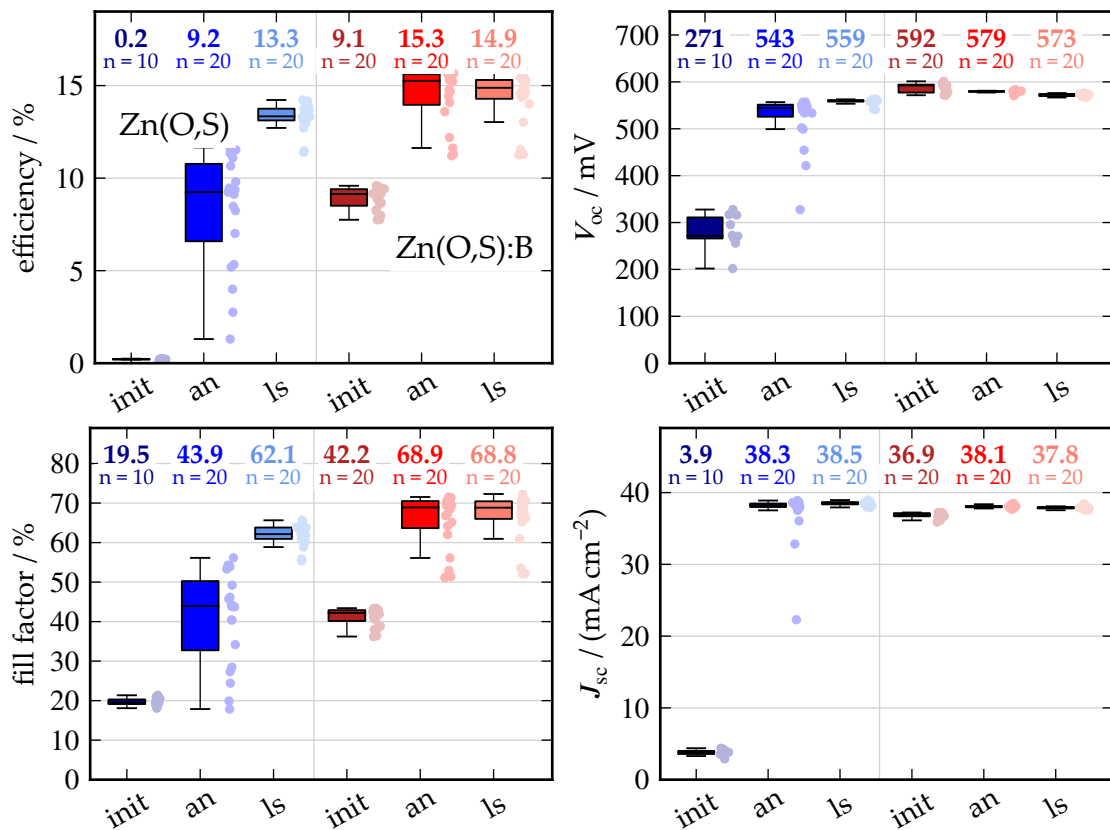 0.2 9.2 13.3 9.1 15.3 14.9
n = 10 n = 20 n = 20 n = 20 n = 20 n = 20
15
10
5
0
efficiency / %
Zn(O,S)
Zn(O,S):B
init an ls init an ls
271 543 559 592 579 573
n = 10 n = 20 n = 20 n = 20 n = 20 n = 20
700
600
500
400
300
200
100
0
V_oc / mV
init an ls init an ls
19.5 43.9 62.1 42.2 68.9 68.8
n = 10 n = 20 n = 20 n = 20 n = 20 n = 20
80
70
60
50
40
30
20
10
0
fill factor / %
init an ls init an ls
3.9 38.3 38.5 36.9 38.1 37.8
n = 10 n = 20 n = 20 n = 20 n = 20 n = 20
40
30
20
10
0
J_sc / (mA cm⁻²)
init an ls init an ls